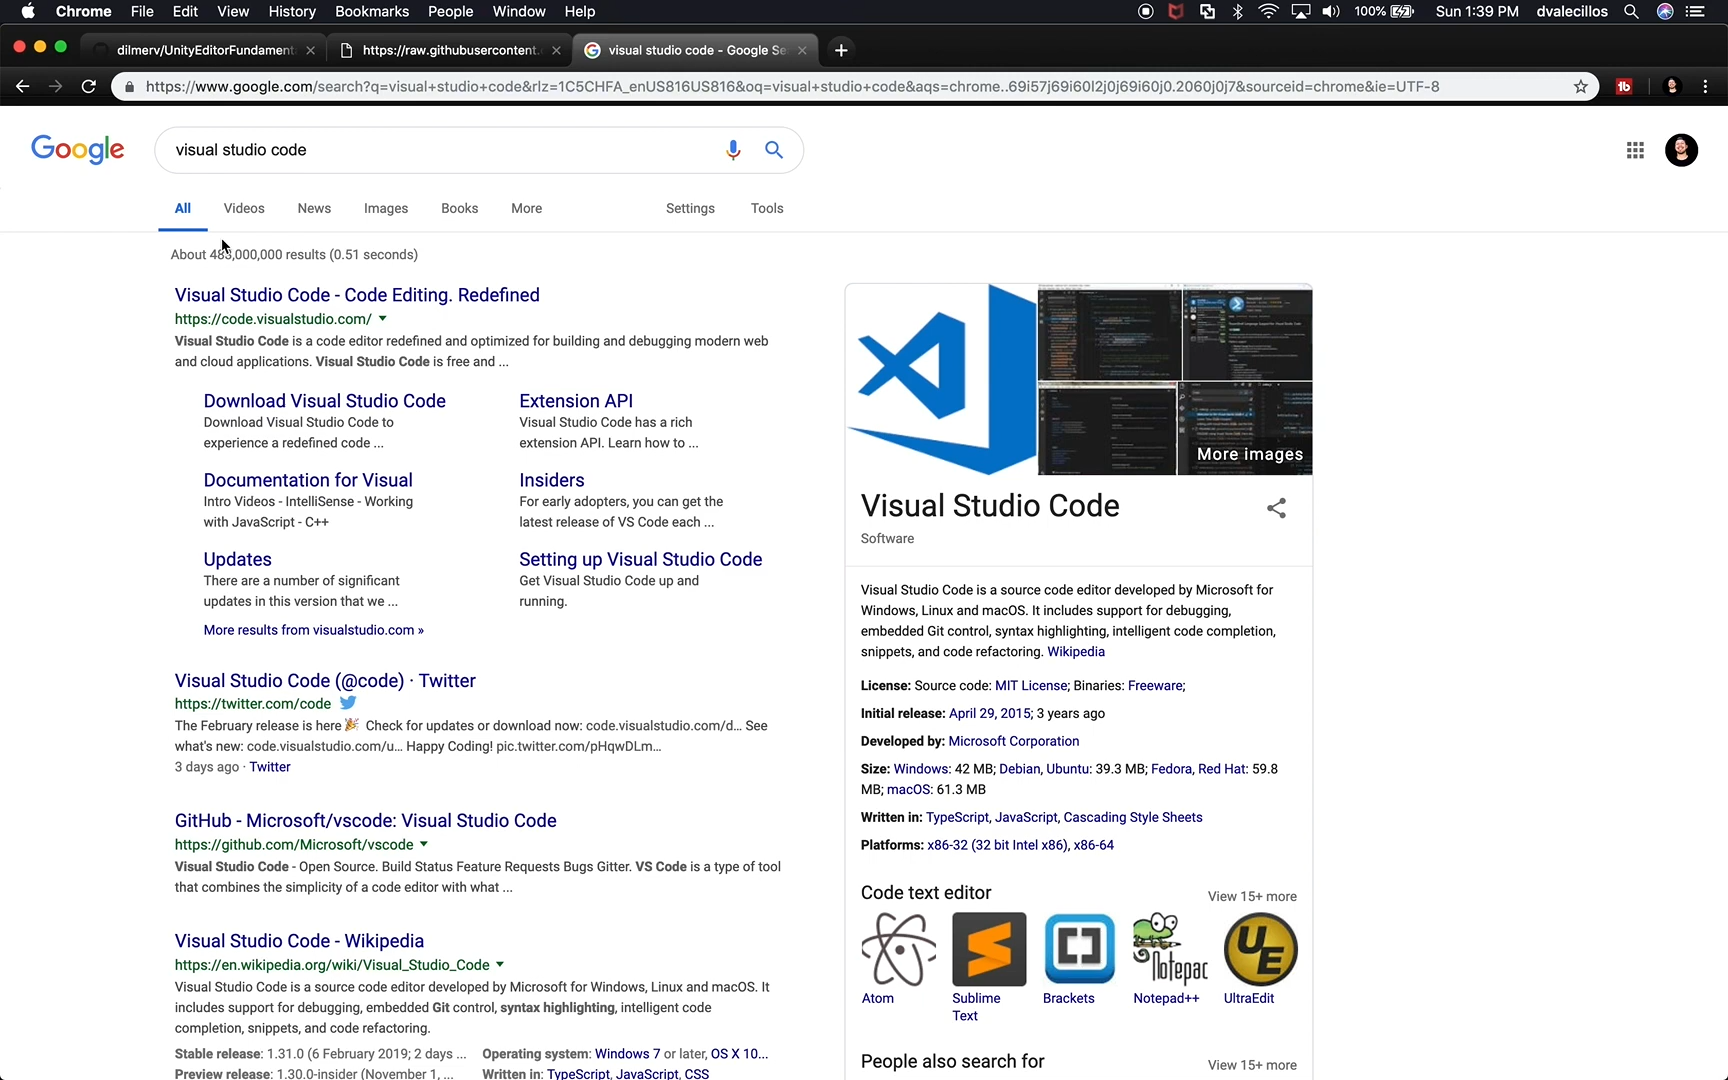 Chrome File Edit View History Bookmarks People Window Help 100% Sun 1:39 PM dvalecillos
dilmerv/UnityEditorFundament
https://raw.githubusercontent.
visual studio code - Google Se
https://www.google.com/search?q=visual+studio+code&rlz=1C5CHFA_enUS816US816&oq=visual+studio+code&aqs=chrome..69i57j69i60l2j0j69i60j0.2060j0j7&sourceid=chrome&ie=UTF-8
Google
visual studio code
All Videos News Images Books More Settings Tools
About 483,000,000 results (0.51 seconds)
Visual Studio Code - Code Editing. Redefined
https://code.visualstudio.com/
Visual Studio Code is a code editor redefined and optimized for building and debugging modern web
and cloud applications. Visual Studio Code is free and ...
Download Visual Studio Code
Download Visual Studio Code to
experience a redefined code ...
Extension API
Visual Studio Code has a rich
extension API. Learn how to ...
Documentation for Visual
Intro Videos - IntelliSense - Working
with JavaScript - C++
Insiders
For early adopters, you can get the
latest release of VS Code each ...
Updates
There are a number of significant
updates in this version that we ...
Setting up Visual Studio Code
Get Visual Studio Code up and
running.
More results from visualstudio.com »
Visual Studio Code (@code) · Twitter
https://twitter.com/code
The February release is here 🎉 Check for updates or download now: code.visualstudio.com/d... See
what's new: code.visualstudio.com/u... Happy Coding! pic.twitter.com/pHqwDLm...
3 days ago · Twitter
GitHub - Microsoft/vscode: Visual Studio Code
https://github.com/Microsoft/vscode
Visual Studio Code - Open Source. Build Status Feature Requests Bugs Gitter. VS Code is a type of tool
that combines the simplicity of a code editor with what ...
Visual Studio Code - Wikipedia
https://en.wikipedia.org/wiki/Visual_Studio_Code
Visual Studio Code is a source code editor developed by Microsoft for Windows, Linux and macOS. It
includes support for debugging, embedded Git control, syntax highlighting, intelligent code
completion, snippets, and code refactoring.
Stable release: 1.31.0 (6 February 2019; 2 days ... Operating system: Windows 7 or later, OS X 10...
Preview release: 1.30.0-insider (November 1, ... Written in: TypeScript, JavaScript, CSS
More images
Visual Studio Code
Software
Visual Studio Code is a source code editor developed by Microsoft for
Windows, Linux and macOS. It includes support for debugging,
embedded Git control, syntax highlighting, intelligent code completion,
snippets, and code refactoring. Wikipedia
License: Source code: MIT License; Binaries: Freeware;
Initial release: April 29, 2015; 3 years ago
Developed by: Microsoft Corporation
Size: Windows: 42 MB; Debian, Ubuntu: 39.3 MB; Fedora, Red Hat: 59.8
MB; macOS: 61.3 MB
Written in: TypeScript, JavaScript, Cascading Style Sheets
Platforms: x86-32 (32 bit Intel x86), x86-64
Code text editor
View 15+ more
Notepad
UE
Atom
Sublime
Text
Brackets
Notepad++
UltraEdit
People also search for
View 15+ more